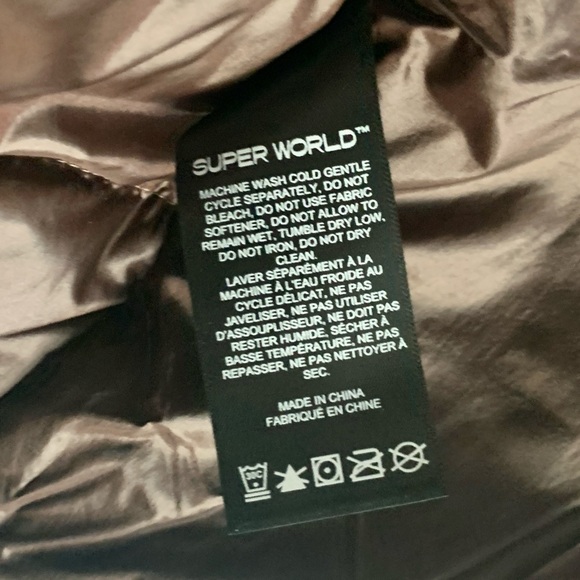 SUPER WORLD™
MACHINE WASH COLD GENTLE
CYCLE SEPARATELY, DO NOT
BLEACH, DO NOT USE FABRIC
SOFTENER, DO NOT ALLOW TO
REMAIN WET, TUMBLE DRY LOW,
DO NOT IRON, DO NOT DRY
CLEAN.
LAVER SÉPARÉMENT À LA
MACHINE À L'EAU FROIDE AU
CYCLE DÉLICAT, NE PAS
JAVELISER, NE PAS UTILISER
D'ASSOUPLISSEUR, NE DOIT PAS
RESTER HUMIDE, SÉCHER À
BASSE TEMPÉRATURE, NE PAS
REPASSER, NE PAS NETTOYER À
SEC.
MADE IN CHINA
FABRIQUÉ EN CHINE
30C